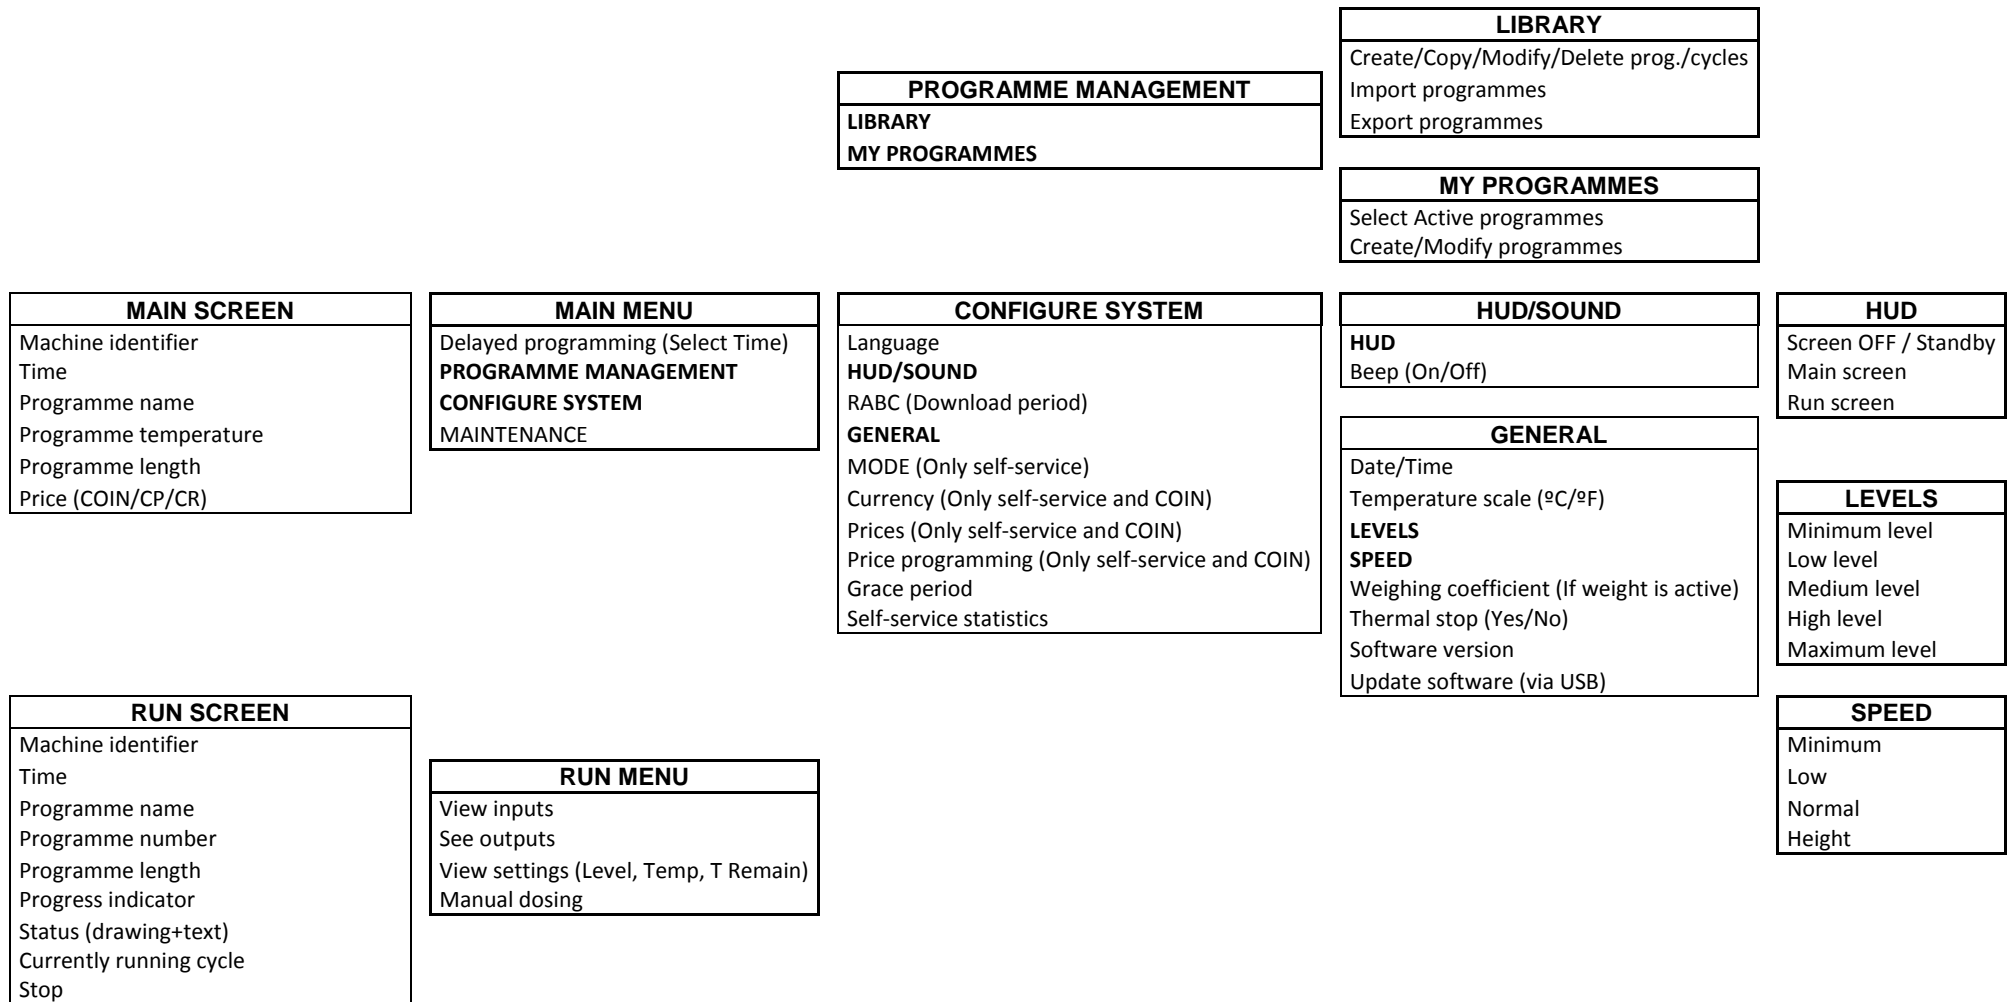 LIBRARY
Create/Copy/Modify/Delete prog./cycles
Import programmes
Export programmes
PROGRAMME MANAGEMENT
LIBRARY
MY PROGRAMMES
MY PROGRAMMES
Select Active programmes
Create/Modify programmes
MAIN SCREEN
Machine identifier
Time
Programme name
Programme temperature
Programme length
Price (COIN/CP/CR)
MAIN MENU
Delayed programming (Select Time)
PROGRAMME MANAGEMENT
CONFIGURE SYSTEM
MAINTENANCE
CONFIGURE SYSTEM
Language
HUD/SOUND
RABC (Download period)
GENERAL
MODE (Only self-service)
Currency (Only self-service and COIN)
Prices (Only self-service and COIN)
Price programming (Only self-service and COIN)
Grace period
Self-service statistics
HUD/SOUND
HUD
Beep (On/Off)
GENERAL
Date/Time
Temperature scale (ºC/ºF)
LEVELS
SPEED
Weighing coefficient (If weight is active)
Thermal stop (Yes/No)
Software version
Update software (via USB)
HUD
Screen OFF / Standby
Main screen
Run screen
LEVELS
Minimum level
Low level
Medium level
High level
Maximum level
SPEED
Minimum
Low
Normal
Height
RUN SCREEN
Machine identifier
Time
Programme name
Programme number
Programme length
Progress indicator
Status (drawing+text)
Currently running cycle
Stop
RUN MENU
View inputs
See outputs
View settings (Level, Temp, T Remain)
Manual dosing